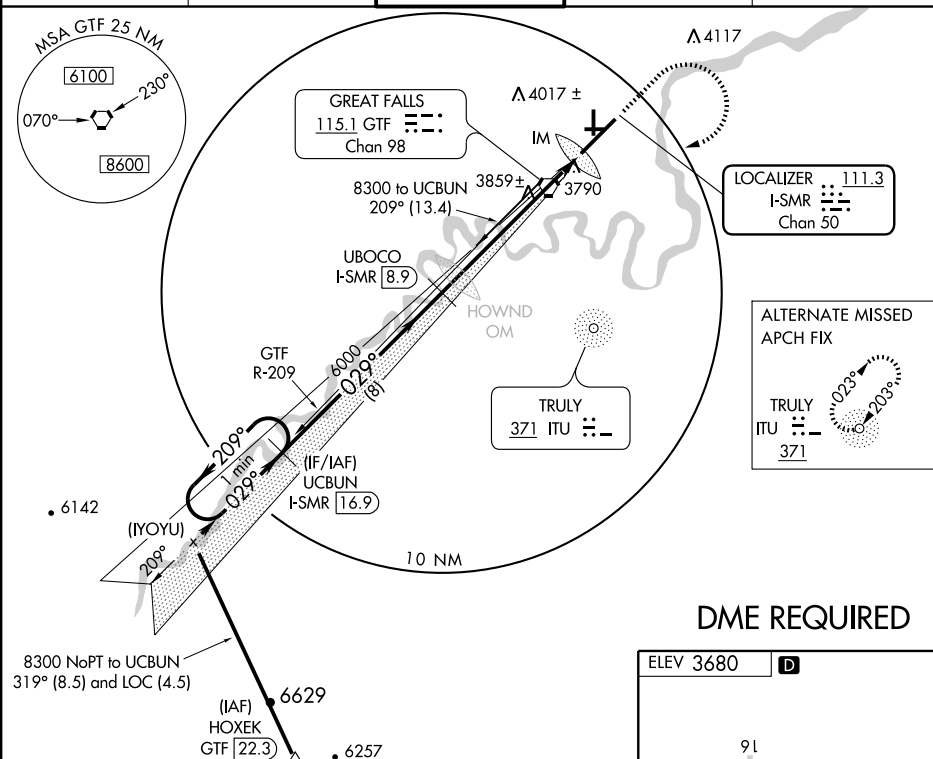 MSA GTF 25 NM
6100
230°
070°
8600
GREAT FALLS
115.1 GTF
Chan 98
4117
4017 ±
IM
3859±
3790
8300 to UCBUN
209° (13.4)
LOCALIZER 111.3
I-SMR
Chan 50
UBOCO
I-SMR 8.9
HOWND
OM
ALTERNATE MISSED
APCH FIX
023°
203°
TRULY
ITU
371
GTF
R-209
6000
029°
(8)
TRULY
371 ITU
209°
1 min
029°
(IF/IAF)
UCBUN
I-SMR 16.9
6142
(IYOYU)
209°
10 NM
DME REQUIRED
8300 NoPT to UCBUN
319° (8.5) and LOC (4.5)
6629
(IAF)
HOXEK
GTF 22.3
6257
ELEV 3680 D
91